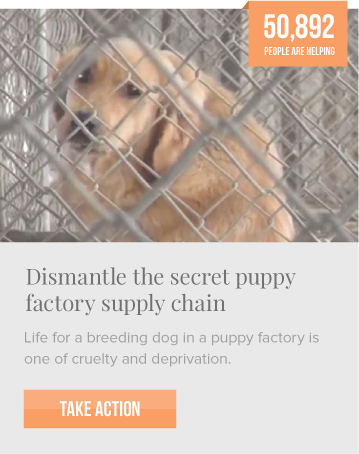 50,892
PEOPLE ARE HELPING
Dismantle the secret puppy
factory supply chain
Life for a breeding dog in a puppy factory is
one of cruelty and deprivation.
TAKE ACTION